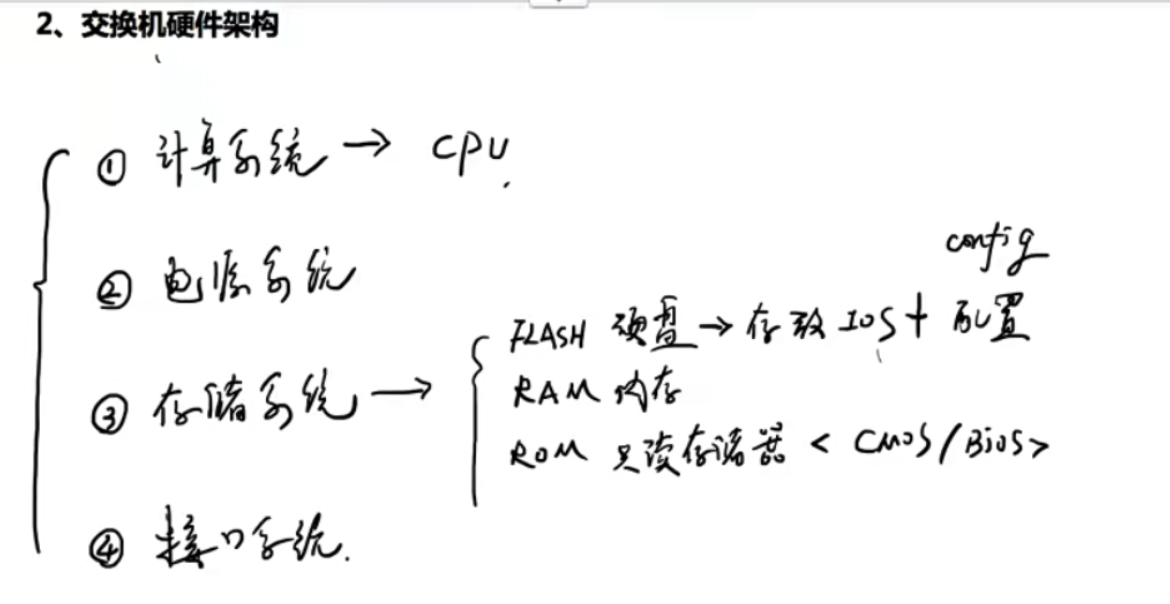 2、交换机硬件架构
① 计算系统 → CPU
② 电源系统
config
FLASH 硬盘 → 存放 IOS + 配置
③ 存储系统 →
RAM 内存
ROM 只读存储器 < CMOS/BiOS >
④ 接口系统.